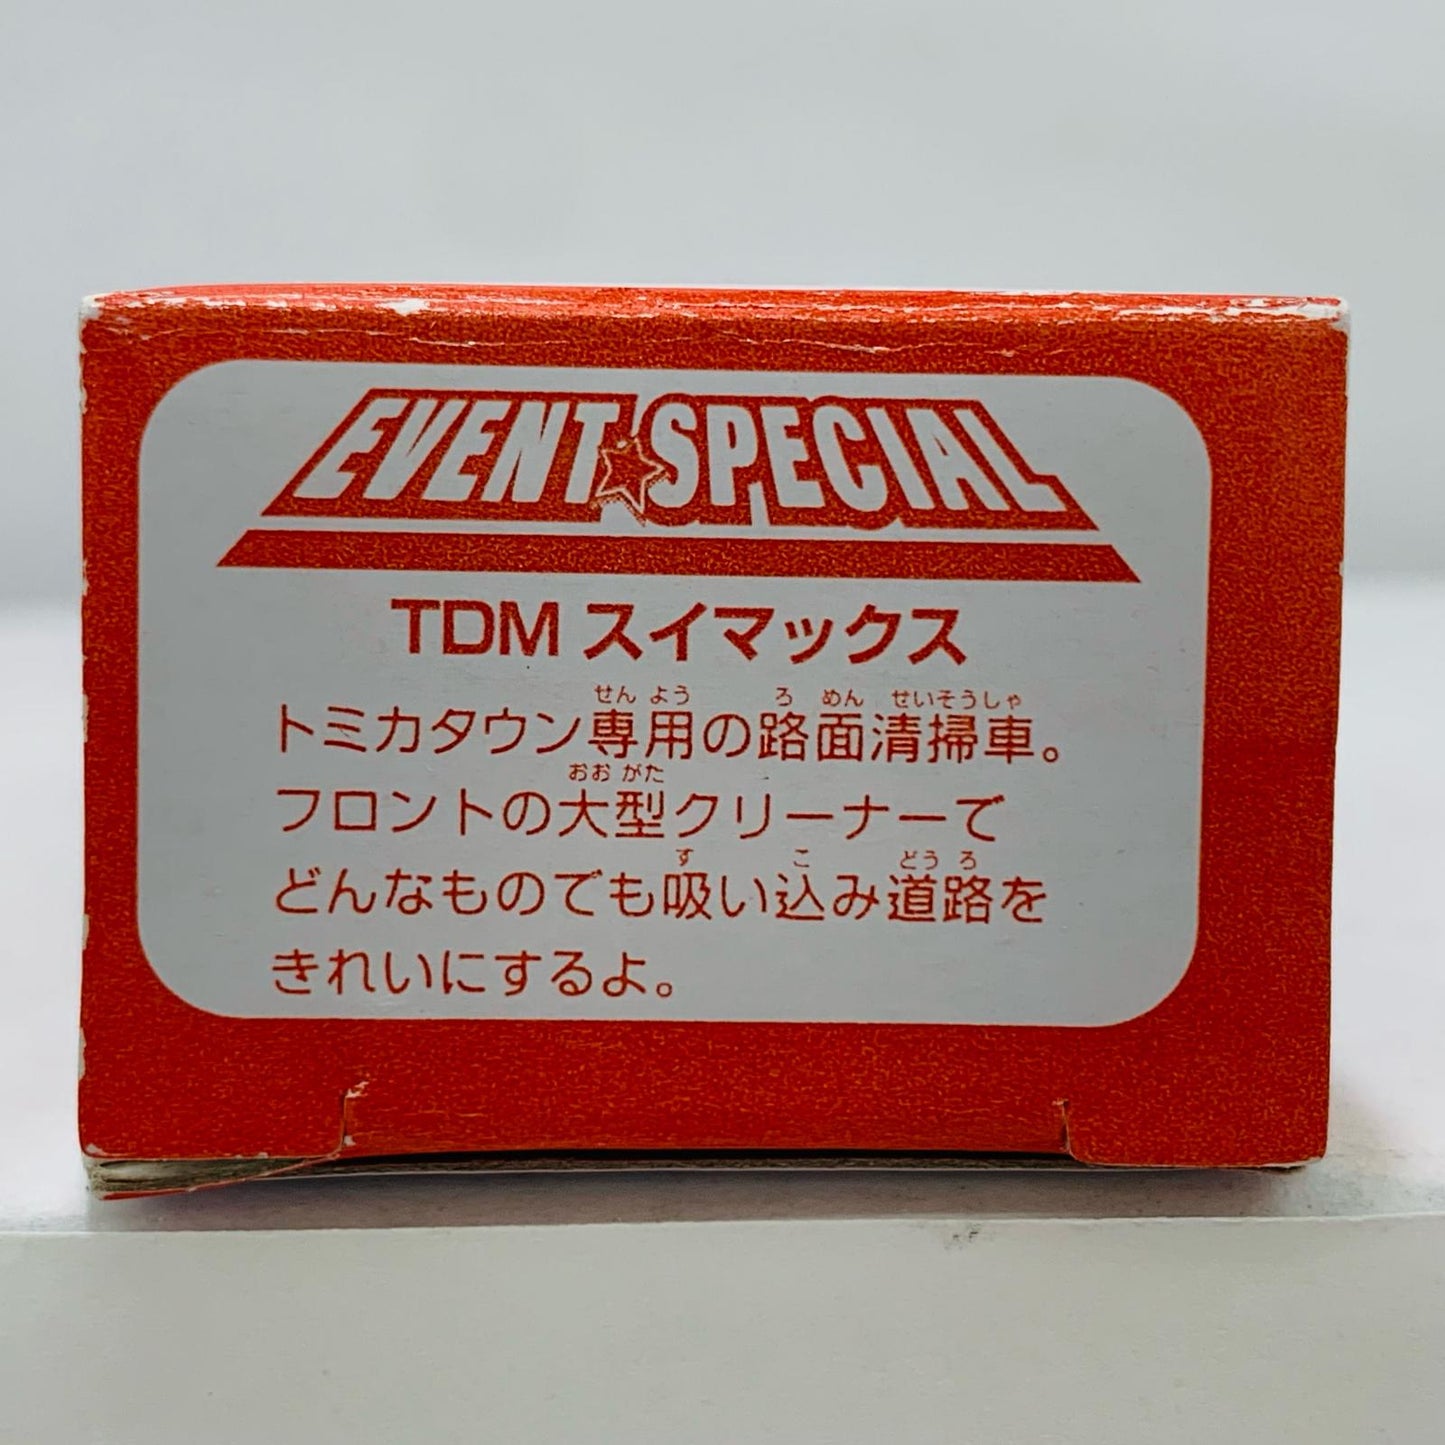 EVENT☆SPECIAL
TDM スイマックス
せん よう ろ めん せいそうしゃ
トミカタウン専用の路面清掃車。
おお がた
フロントの大型クリーナーで
す こ どう ろ
どんなものでも吸い込み道路を
きれいにするよ。